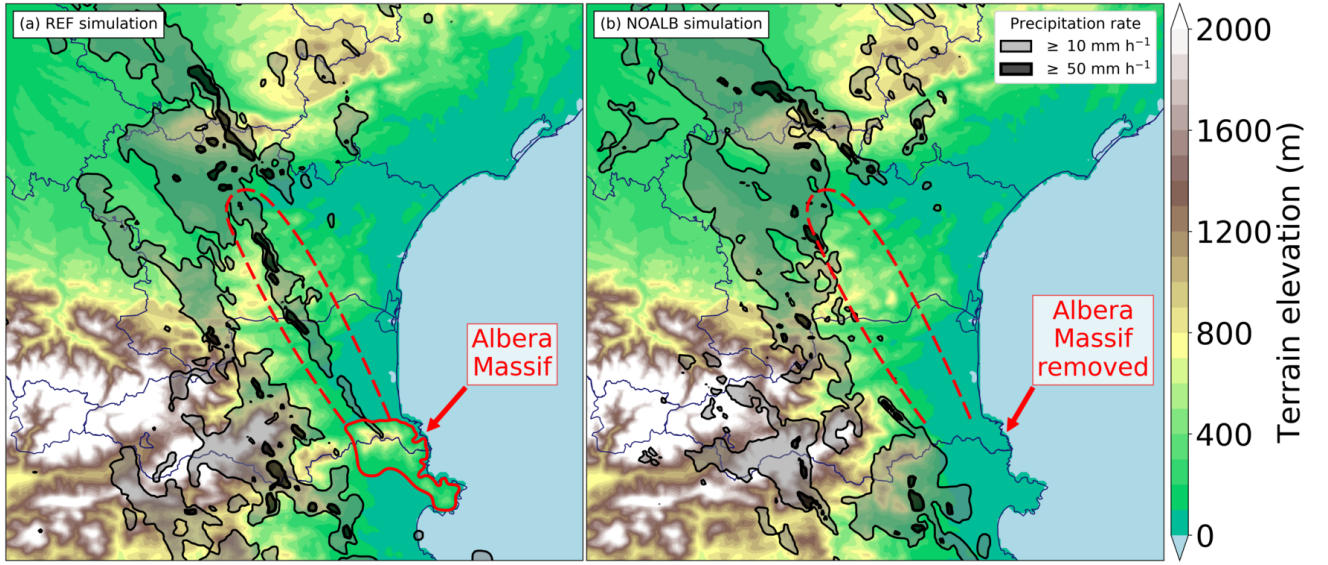 (a) REF simulation
Albera
Massif
(b) NOALB simulation
Precipitation rate
≥ 10 mm h⁻¹
≥ 50 mm h⁻¹
Albera
Massif
removed
2000
1600
1200
800
400
0
Terrain elevation (m)